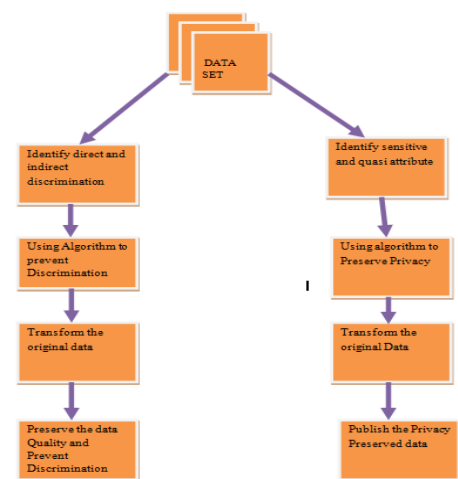 DATA
SET
Identify direct and
indirect
discrimination
Using Algorithm to
prevent
Discrimination
Transform the
original data
Preserve the data
Quality and
Prevent
Discrimination
Identify sensitive
and quasi attribute
Using algorithm to
Preserve Privacy
Transform the
original Data
Publish the Privacy
Preserved data